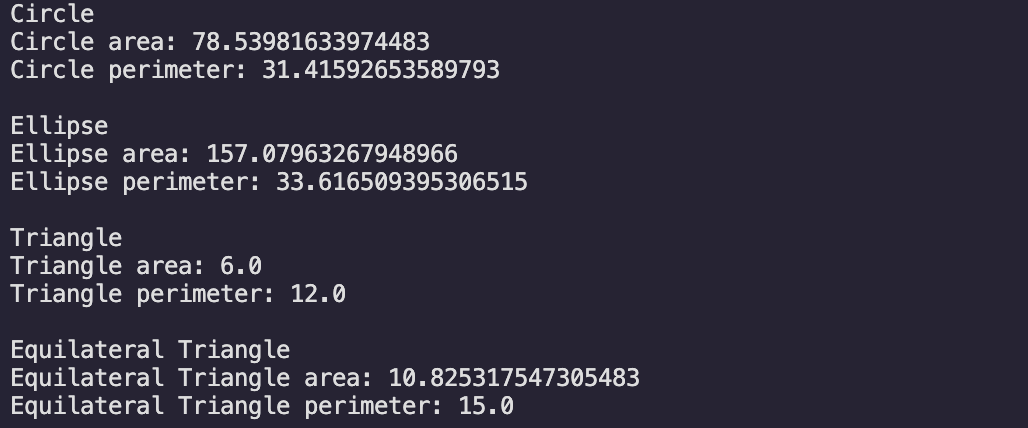 Circle
Circle area: 78.53981633974483
Circle perimeter: 31.41592653589793
Ellipse
Ellipse area: 157.07963267948966
Ellipse perimeter: 33.616509395306515
Triangle
Triangle area: 6.0
Triangle perimeter: 12.0
Equilateral Triangle
Equilateral Triangle area: 10.825317547305483
Equilateral Triangle perimeter: 15.0